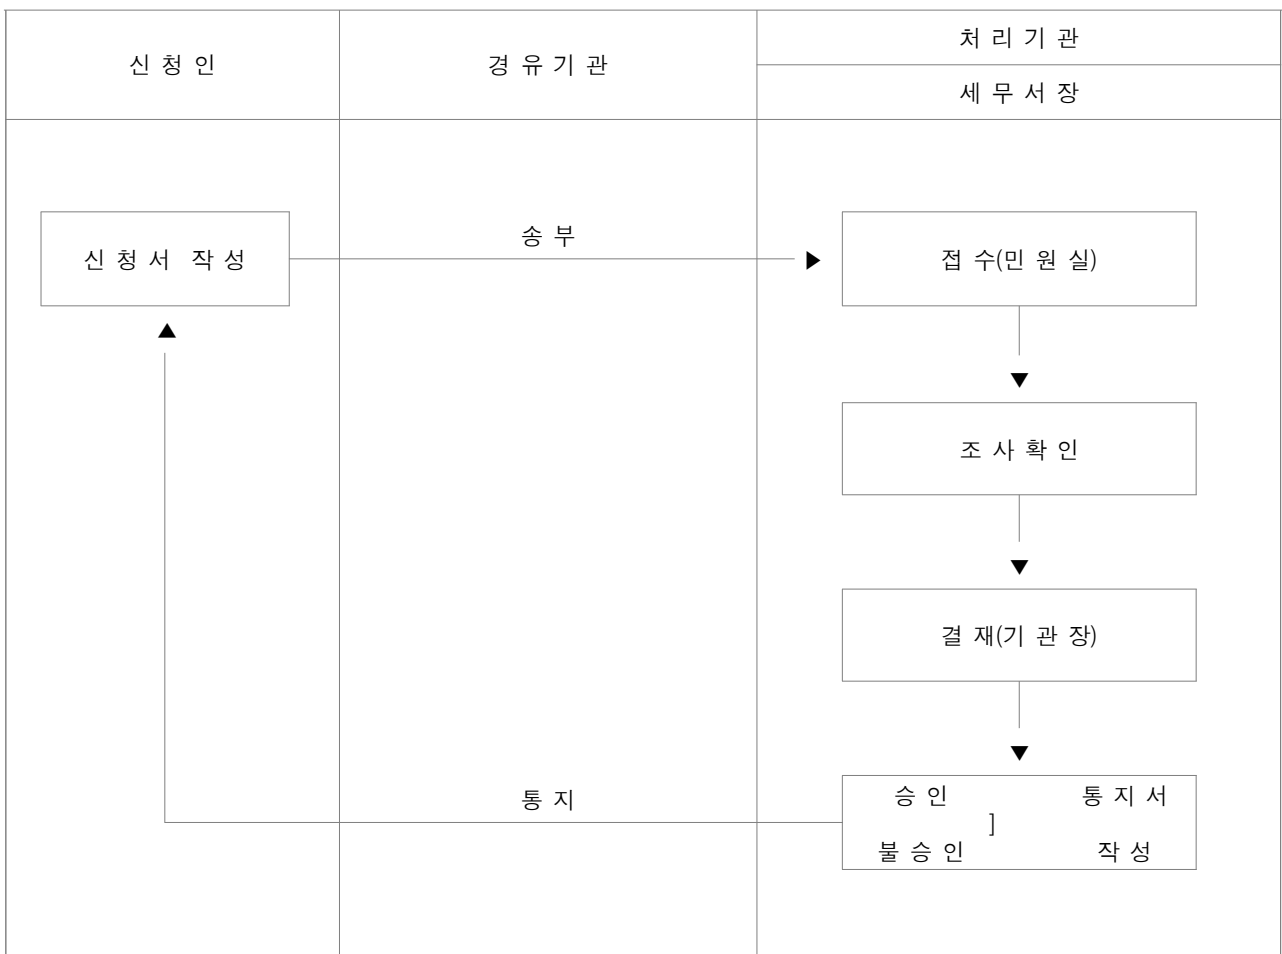 신 청 인
경 유 기 관
처 리 기 관
세 무 서 장
신 청 서 작 성
송 부
접 수(민 원 실)
조 사 확 인
결 재(기 관 장)
통 지
승 인 통 지 서
]
불 승 인 작 성